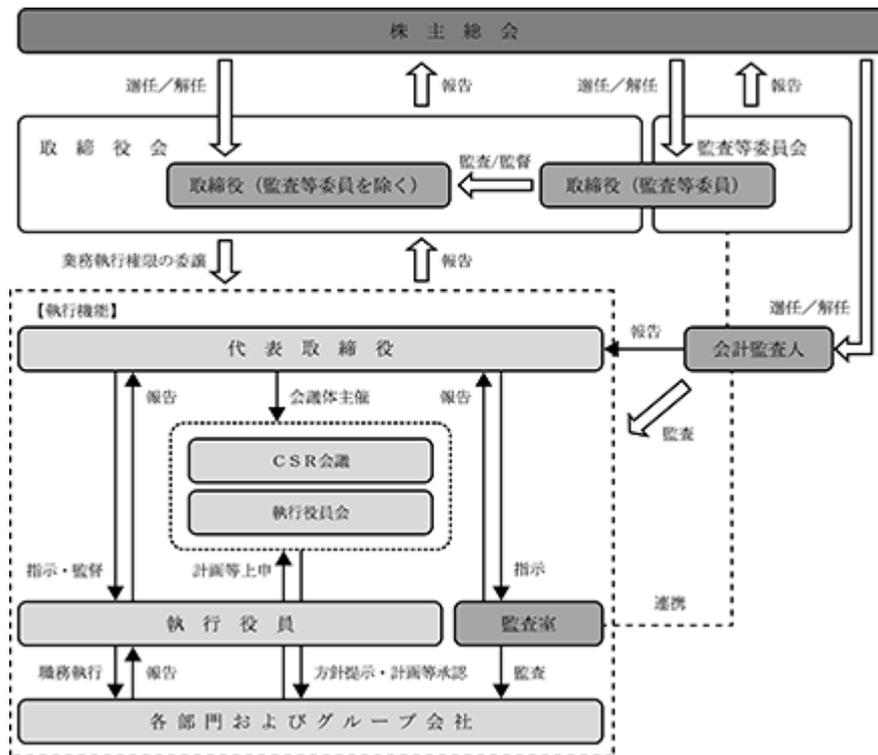 株主総会
選任／解任
報告
選任／解任
報告
取締役会
監査等委員会
監査/監督
取締役（監査等委員を除く）
取締役（監査等委員）
業務執行権限の委譲
報告
選任／解任
【執行機能】
代表取締役
報告
会計監査人
報告
会議体主催
報告
監査
CSR会議
執行役員会
指示・監督
計画等上申
指示
連携
執行役員
監査室
職務執行
報告
方針提示・計画等承認
監査
各部門およびグループ会社